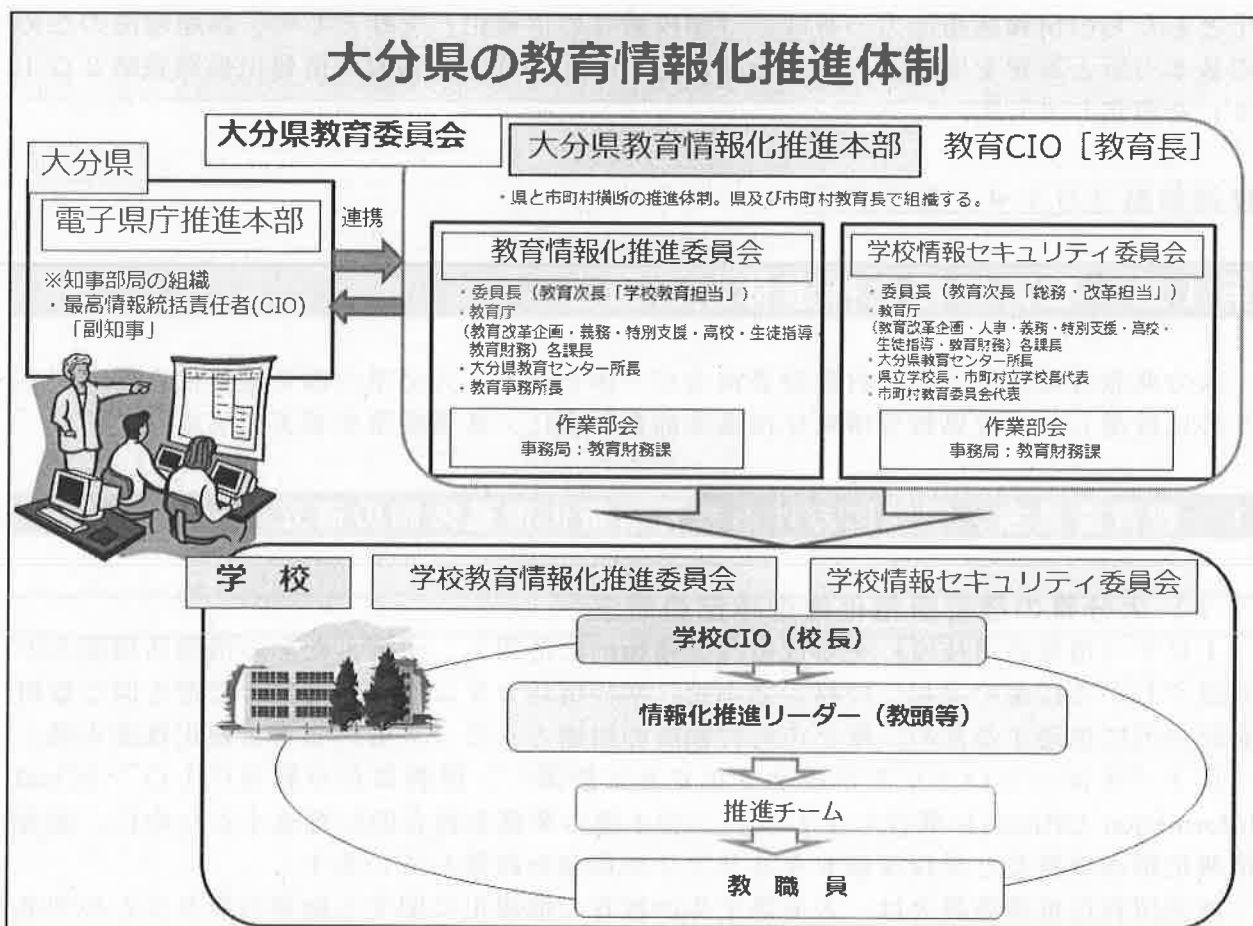 大分県の教育情報化推進体制
大分県教育委員会
大分県教育情報化推進本部
教育CIO［教育長］
・県と市町村横断の推進体制。県及び市町村教育長で組織する。
大分県
電子県庁推進本部
※知事部局の組織
・最高情報統括責任者(CIO)
「副知事」
連携
教育情報化推進委員会
・委員長（教育次長「学校教育担当」）
・教育庁
（教育改革企画・義務・特別支援・高校・生徒指導・
教育財務）各課長
・大分県教育センター所長
・教育事務所長
作業部会
事務局：教育財務課
学校情報セキュリティ委員会
・委員長（教育次長「総務・改革担当」）
・教育庁
（教育改革企画・人事・義務・特別支援・高校・
生徒指導・教育財務）各課長
・大分県教育センター所長
・県立学校長・市町村立学校長代表
・市町村教育委員会代表
作業部会
事務局：教育財務課
学　校
学校教育情報化推進委員会
学校情報セキュリティ委員会
学校CIO（校長）
情報化推進リーダー（教頭等）
推進チーム
教　職　員